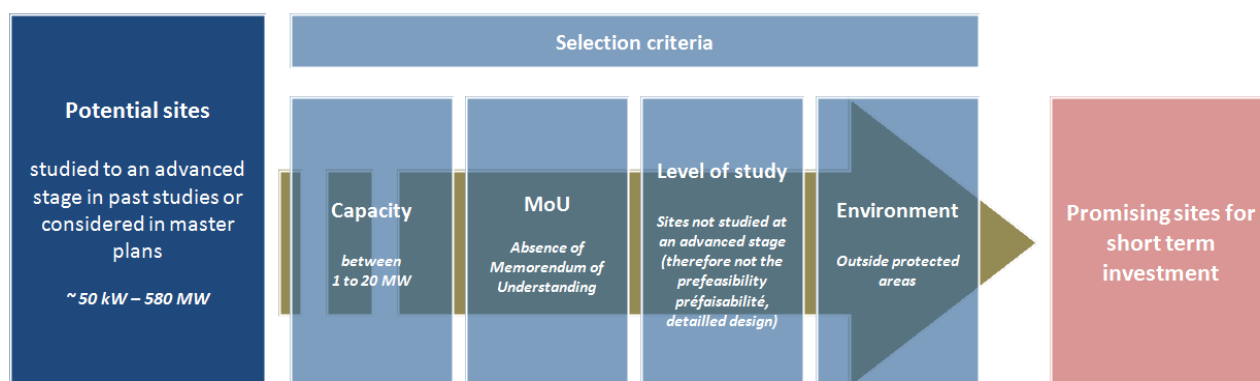 Selection criteria
Potential sites
studied to an advanced
stage in past studies or
considered in master
plans
~ 50 kW – 580 MW
Capacity
between
1 to 20 MW
MoU
Absence of
Memorendum of
Understanding
Level of study
Sites not studied at
an advanced stage
(therefore not the
prefeasibility
préfaisabilité,
detailled design)
Environment
Outside protected
areas
Promising sites for
short term
investment